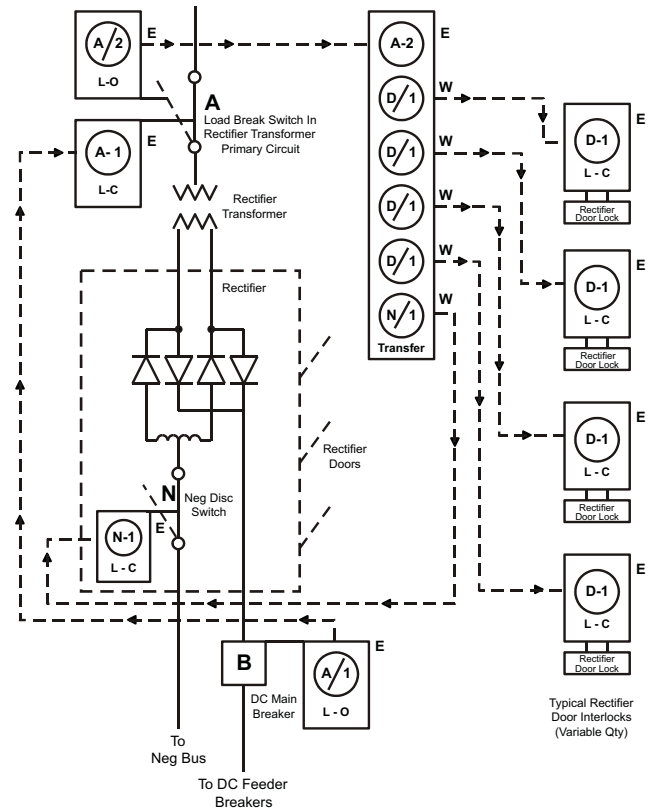 A/2
E
L-O
A-2
E
A
Load Break Switch In
Rectifier Transformer
Primary Circuit
A-1
E
L-C
Rectifier
Transformer
Rectifier
D/1
W
D/1
W
D/1
W
D/1
W
N/1
W
Transfer
D-1
E
L - C
Rectifier
Door Lock
D-1
E
L - C
Rectifier
Door Lock
D-1
E
L - C
Rectifier
Door Lock
D-1
E
L - C
Rectifier
Door Lock
Typical Rectifier
Door Interlocks
(Variable Qty)
Rectifier
Doors
N
Neg Disc
Switch
E
N-1
L - C
B
DC Main
Breaker
A/1
E
L - O
To
Neg Bus
To DC Feeder
Breakers